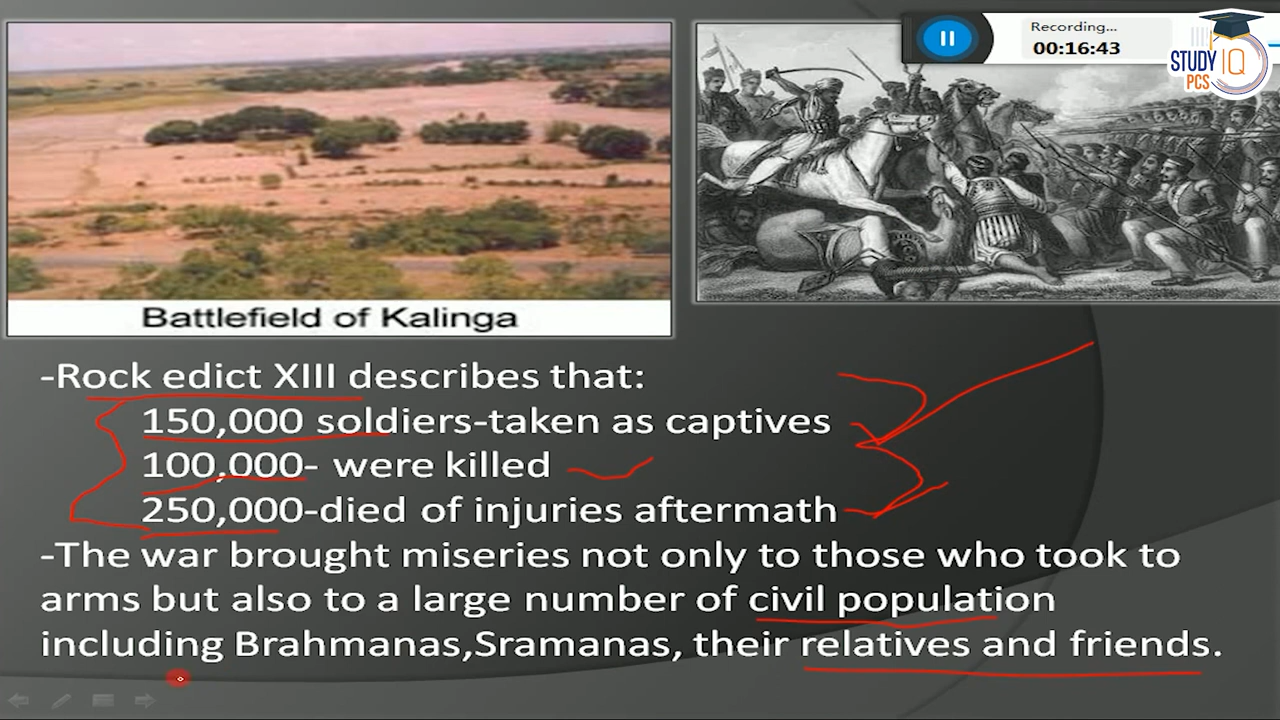 Recording...
00:16:43
STUDY IQ
PCS
Battlefield of Kalinga
-Rock edict XIII describes that:
150,000 soldiers-taken as captives
100,000- were killed
250,000-died of injuries aftermath
-The war brought miseries not only to those who took to
arms but also to a large number of civil population
including Brahmanas,Sramanas, their relatives and friends.